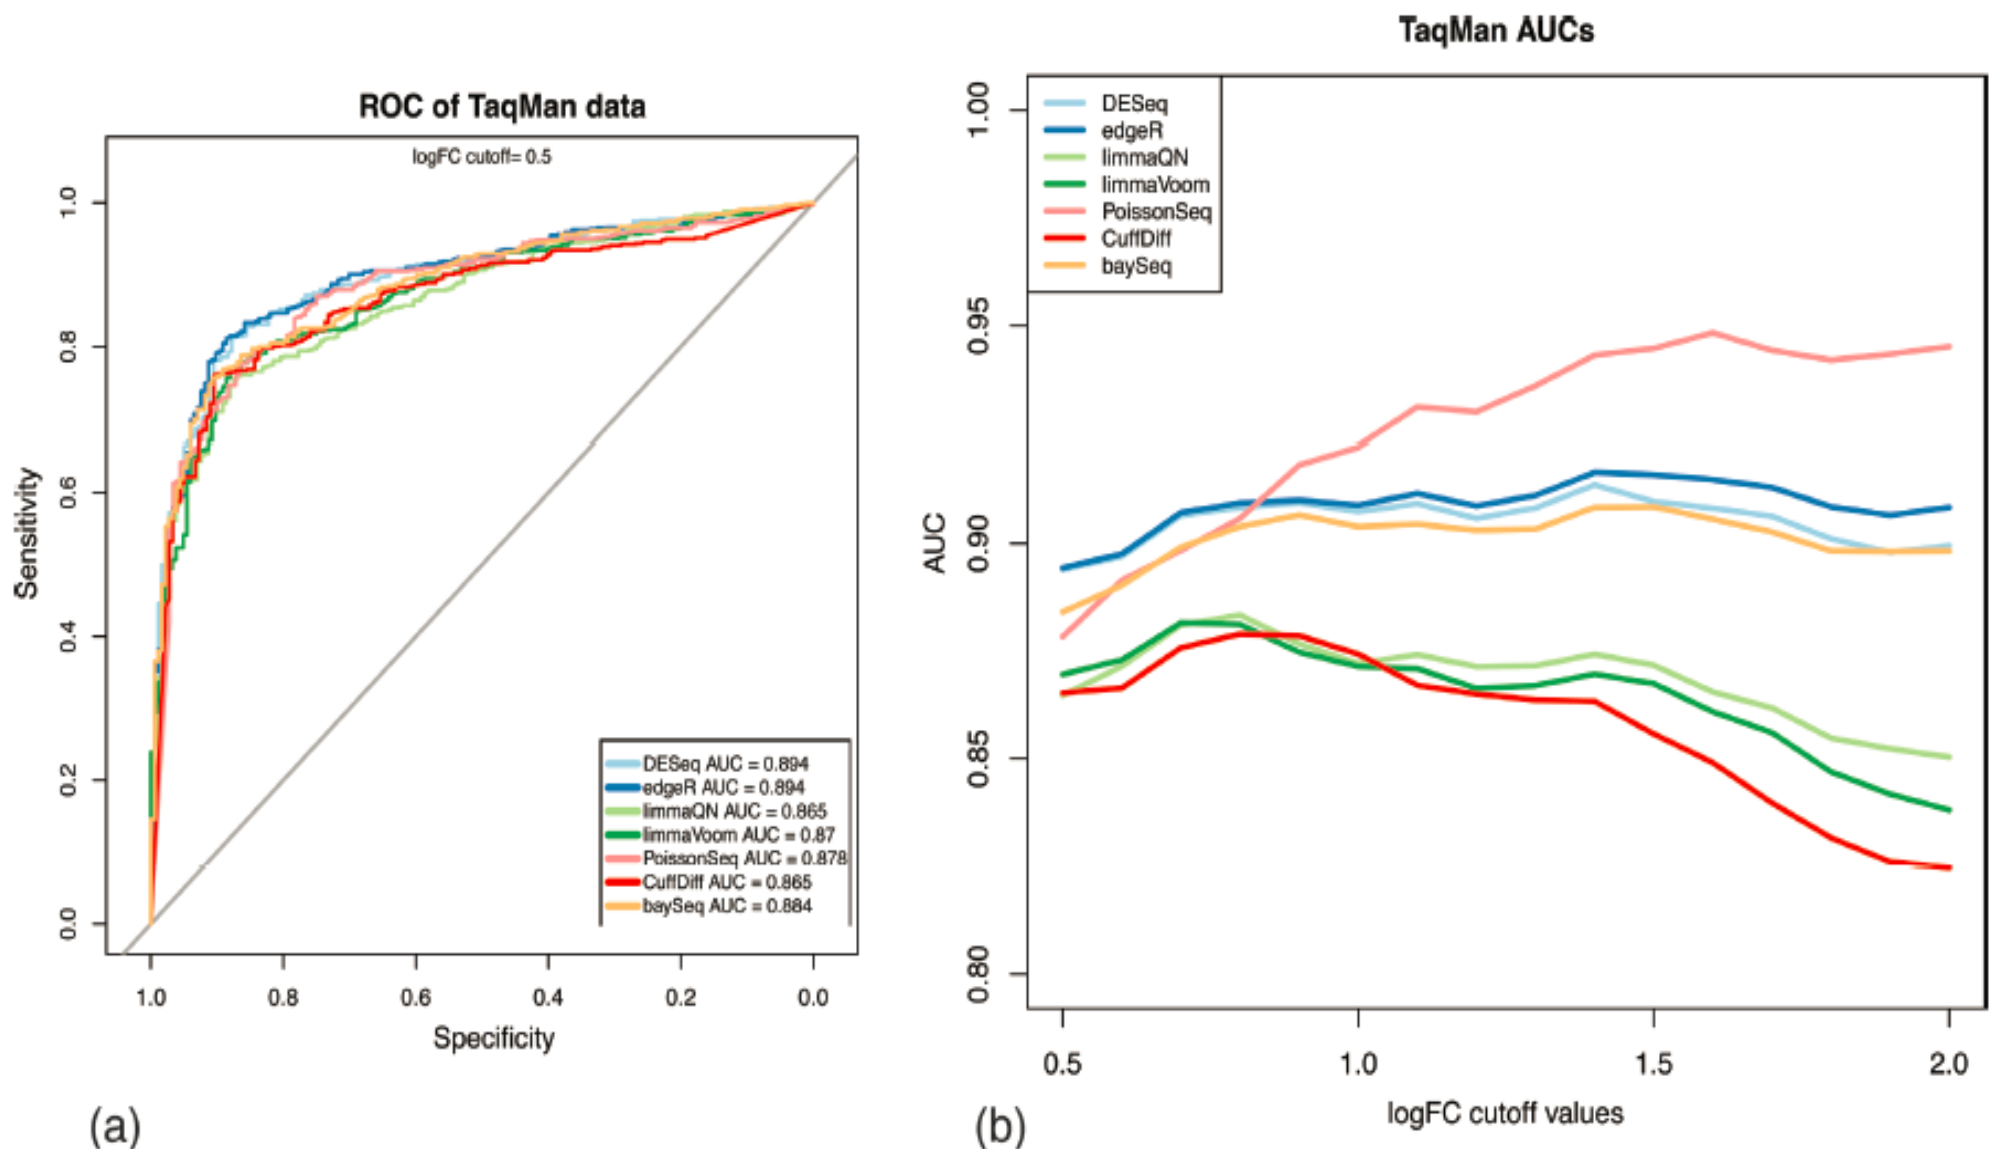 ROC of TaqMan data
logFC cutoff= 0.5
Sensitivity
1.0
0.8
0.6
0.4
0.2
0.0
DESeq AUC = 0.894
edgeR AUC = 0.894
limmaQN AUC = 0.865
limmaVoom AUC = 0.87
PoissonSeq AUC = 0.878
CuffDiff AUC = 0.865
baySeq AUC = 0.884
1.0 0.8 0.6 0.4 0.2 0.0
Specificity
(a)
TaqMan AUCs
DESeq
edgeR
limmaQN
limmaVoom
PoissonSeq
CuffDiff
baySeq
AUC
1.00
0.95
0.90
0.85
0.80
0.5 1.0 1.5 2.0
logFC cutoff values
(b)